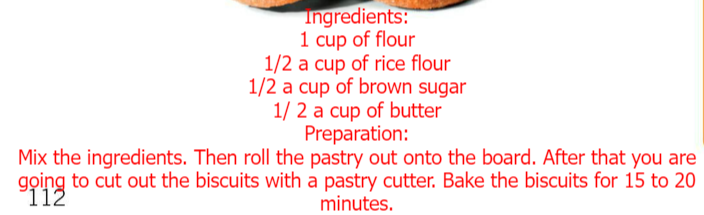 Ingredients:
1 cup of flour
1/2 a cup of rice flour
1/2 a cup of brown sugar
1/ 2 a cup of butter
Preparation:
Mix the ingredients. Then roll the pastry out onto the board. After that you are
going to cut out the biscuits with a pastry cutter. Bake the biscuits for 15 to 20
minutes.
112